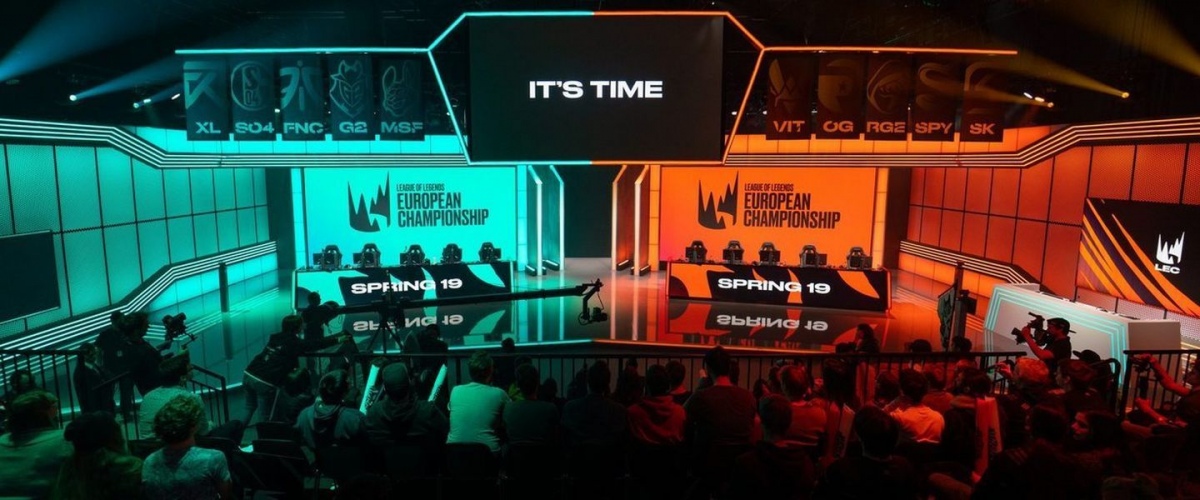 IT'S TIME
XL S04 FNC G2 MSF
VIT OG RGE SPY SK
LEAGUE OF LEGENDS
EUROPEAN
CHAMPIONSHIP
LEAGUE OF LEGENDS
EUROPEAN
CHAMPIONSHIP
LEC
SPRING 19
SPRING 19